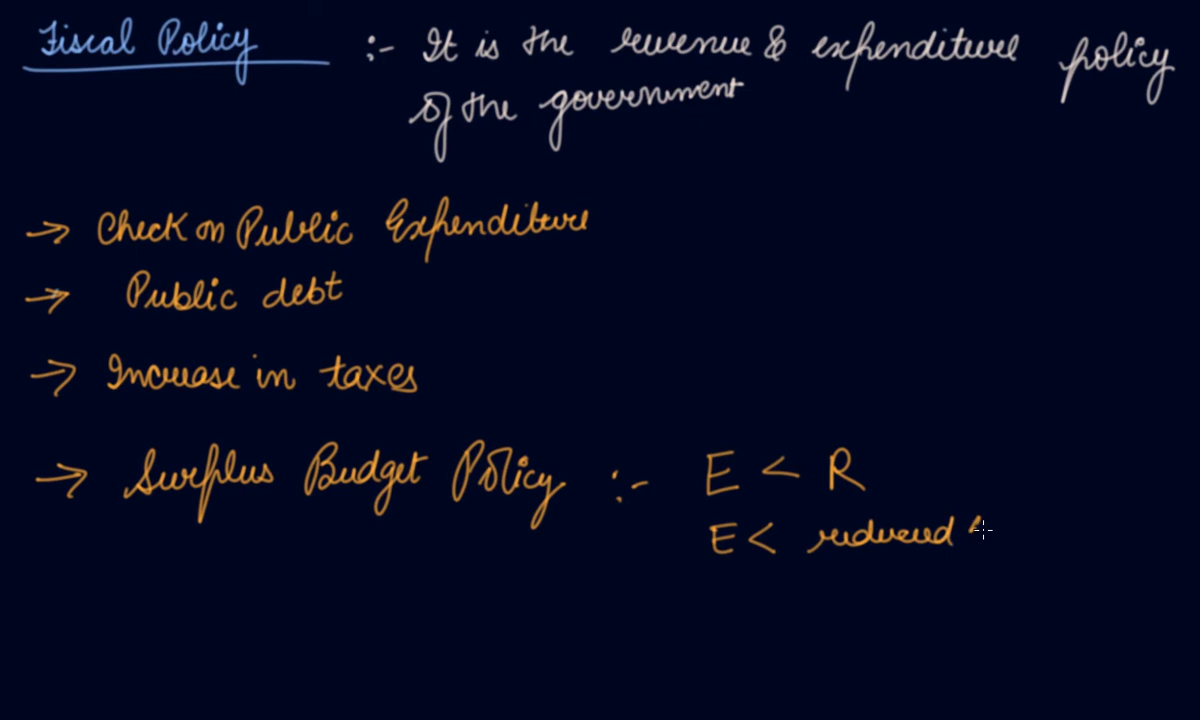 Fiscal Policy :- It is the revenue & expenditure policy
of the government
→ Check on Public Expenditure
→ Public debt
→ Increase in taxes
→ Surplus Budget Policy :- E < R
E < reduced